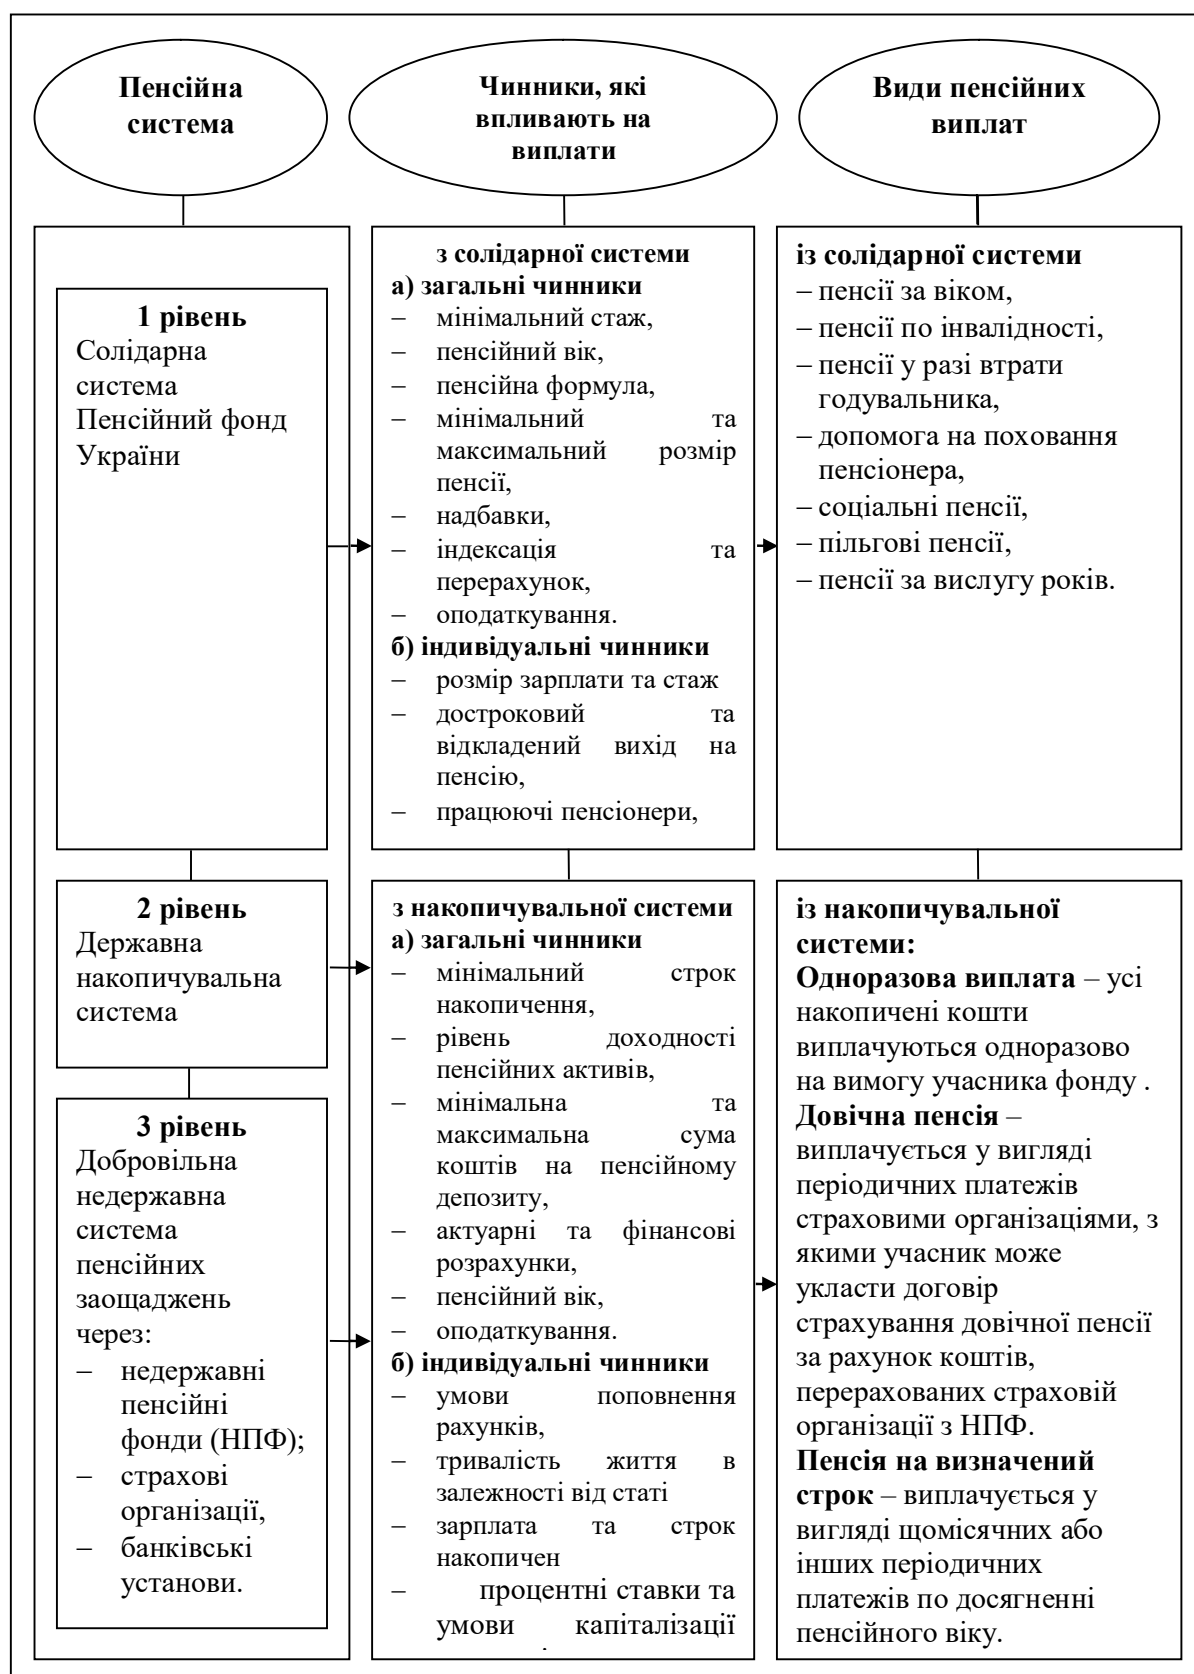 Пенсійна
система
Чинники, які
впливають на
виплати
Види пенсійних
виплат
1 рівень
Солідарна
система
Пенсійний фонд
України
з солідарної системи
а) загальні чинники
– мінімальний стаж,
– пенсійний вік,
– пенсійна формула,
– мінімальний та
максимальний розмір
пенсії,
– надбавки,
– індексація та
перерахунок,
– оподаткування.
б) індивідуальні чинники
– розмір зарплати та стаж
– достроковий та
відкладений вихід на
пенсію,
– працюючі пенсіонери,
із солідарної системи
– пенсії за віком,
– пенсії по інвалідності,
– пенсії у разі втрати
годувальника,
– допомога на поховання
пенсіонера,
– соціальні пенсії,
– пільгові пенсії,
– пенсії за вислугу років.
2 рівень
Державна
накопичувальна
система
3 рівень
Добровільна
недержавна
система
пенсійних
заощаджень
через:
– недержавні
пенсійні
фонди (НПФ);
– страхові
організації,
– банківські
установи.
з накопичувальної системи
а) загальні чинники
– мінімальний строк
накопичення,
– рівень доходності
пенсійних активів,
– мінімальна та
максимальна сума
коштів на пенсійному
депозиту,
– актуарні та фінансові
розрахунки,
– пенсійний вік,
– оподаткування.
б) індивідуальні чинники
– умови поповнення
рахунків,
– тривалість життя в
залежності від статі
– зарплата та строк
накопичен
– процентні ставки та
умови капіталізації
із накопичувальної
системи:
Одноразова виплата – усі
накопичені кошти
виплачуються одноразово
на вимогу учасника фонду .
Довічна пенсія –
виплачується у вигляді
періодичних платежів
страховими організаціями, з
якими учасник може
укласти договір
страхування довічної пенсії
за рахунок коштів,
перерахованих страховій
організації з НПФ.
Пенсія на визначений
строк – виплачується у
вигляді щомісячних або
інших періодичних
платежів по досягненні
пенсійного віку.